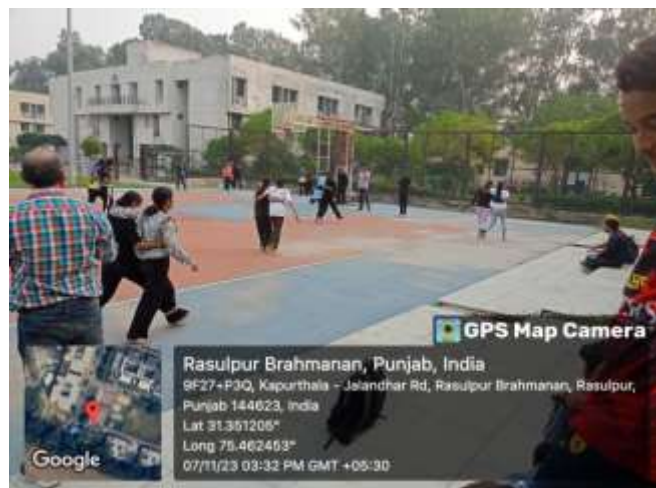 GPS Map Camera
Rasulpur Brahmanan, Punjab, India
9F27+P3Q, Kapurthala - Jalandhar Rd, Rasulpur Brahmanan, Rasulpur,
Punjab 144623, India
Lat 31.351205°
Long 75.462453°
07/11/23 03:32 PM GMT +05:30
Google